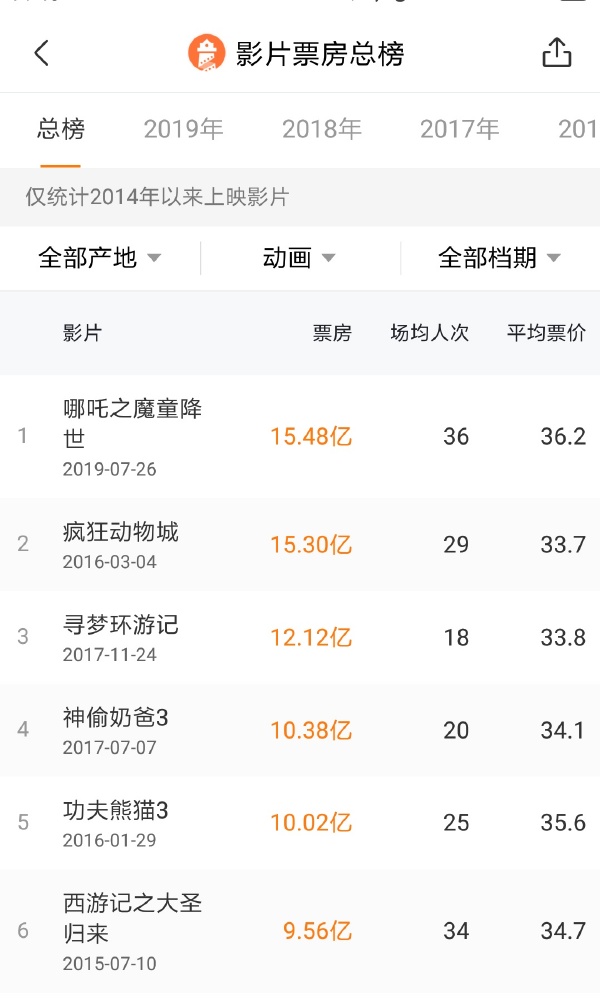 影片票房总榜
总榜 2019年 2018年 2017年 201
仅统计2014年以来上映影片
全部产地 动画 全部档期
影片 票房 场均人次 平均票价
1 哪吒之魔童降世 15.48亿 36 36.2
2019-07-26
2 疯狂动物城 15.30亿 29 33.7
2016-03-04
3 寻梦环游记 12.12亿 18 33.8
2017-11-24
4 神偷奶爸3 10.38亿 20 34.1
2017-07-07
5 功夫熊猫3 10.02亿 25 35.6
2016-01-29
6 西游记之大圣归来 9.56亿 34 34.7
2015-07-10